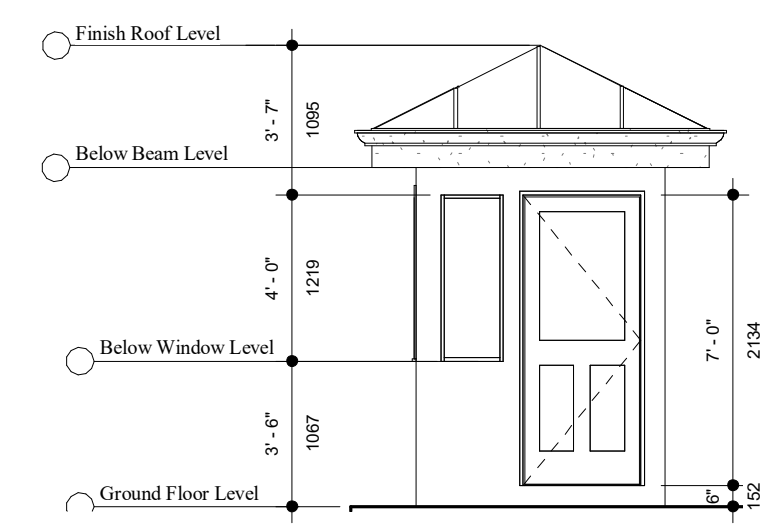 Finish Roof Level
3' - 7"
1095
Below Beam Level
4' - 0"
1219
Below Window Level
7' - 0"
2134
3' - 6"
1067
Ground Floor Level
6"
152